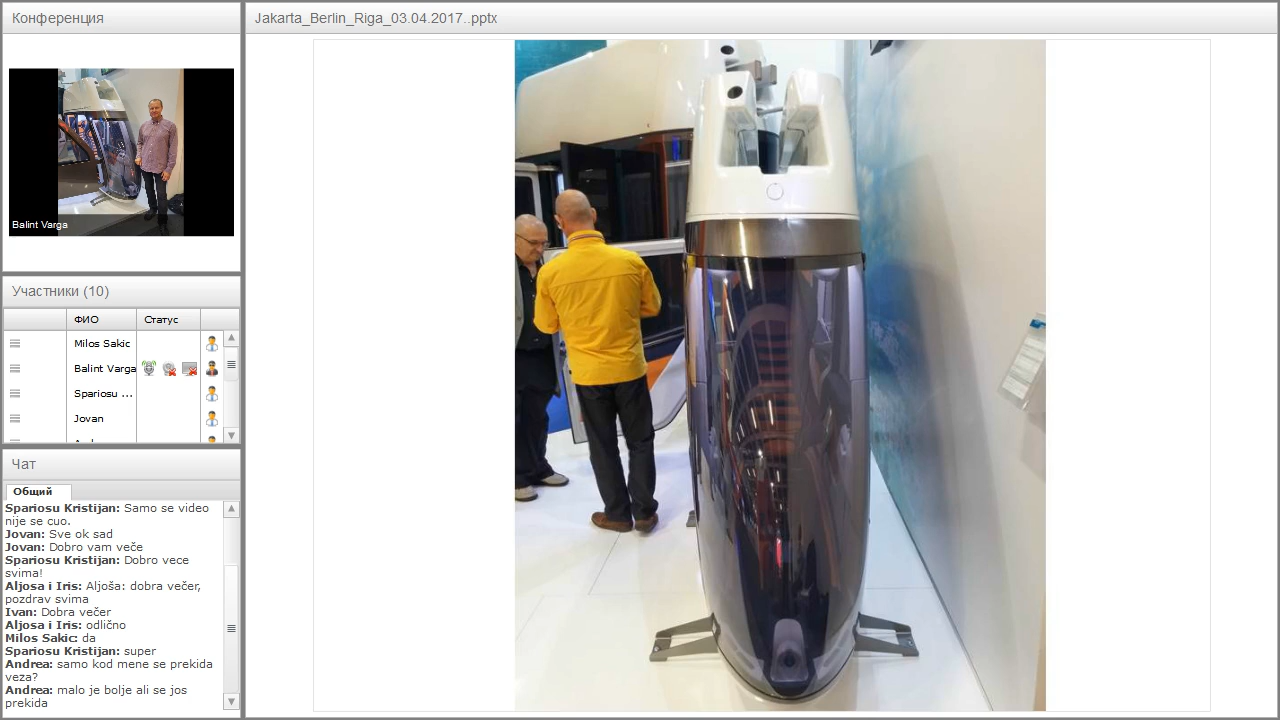 Конференция
Balint Varga
Участники (10)
ФИО Статус
Milos Sakic
Balint Varga
Spariosu ...
Jovan
Чат
Общий
Spariosu Kristijan: Samo se video
nije se cuo.
Jovan: Sve ok sad
Jovan: Dobro vam veče
Spariosu Kristijan: Dobro vece
svima!
Aljosa i Iris: Aljoša: dobra večer,
pozdrav svima
Ivan: Dobra večer
Aljosa i Iris: odlično
Milos Sakic: da
Spariosu Kristijan: super
Andrea: samo kod mene se prekida
veza?
Andrea: malo je bolje ali se jos
prekida
Jakarta_Berlin_Riga_03.04.2017..pptx